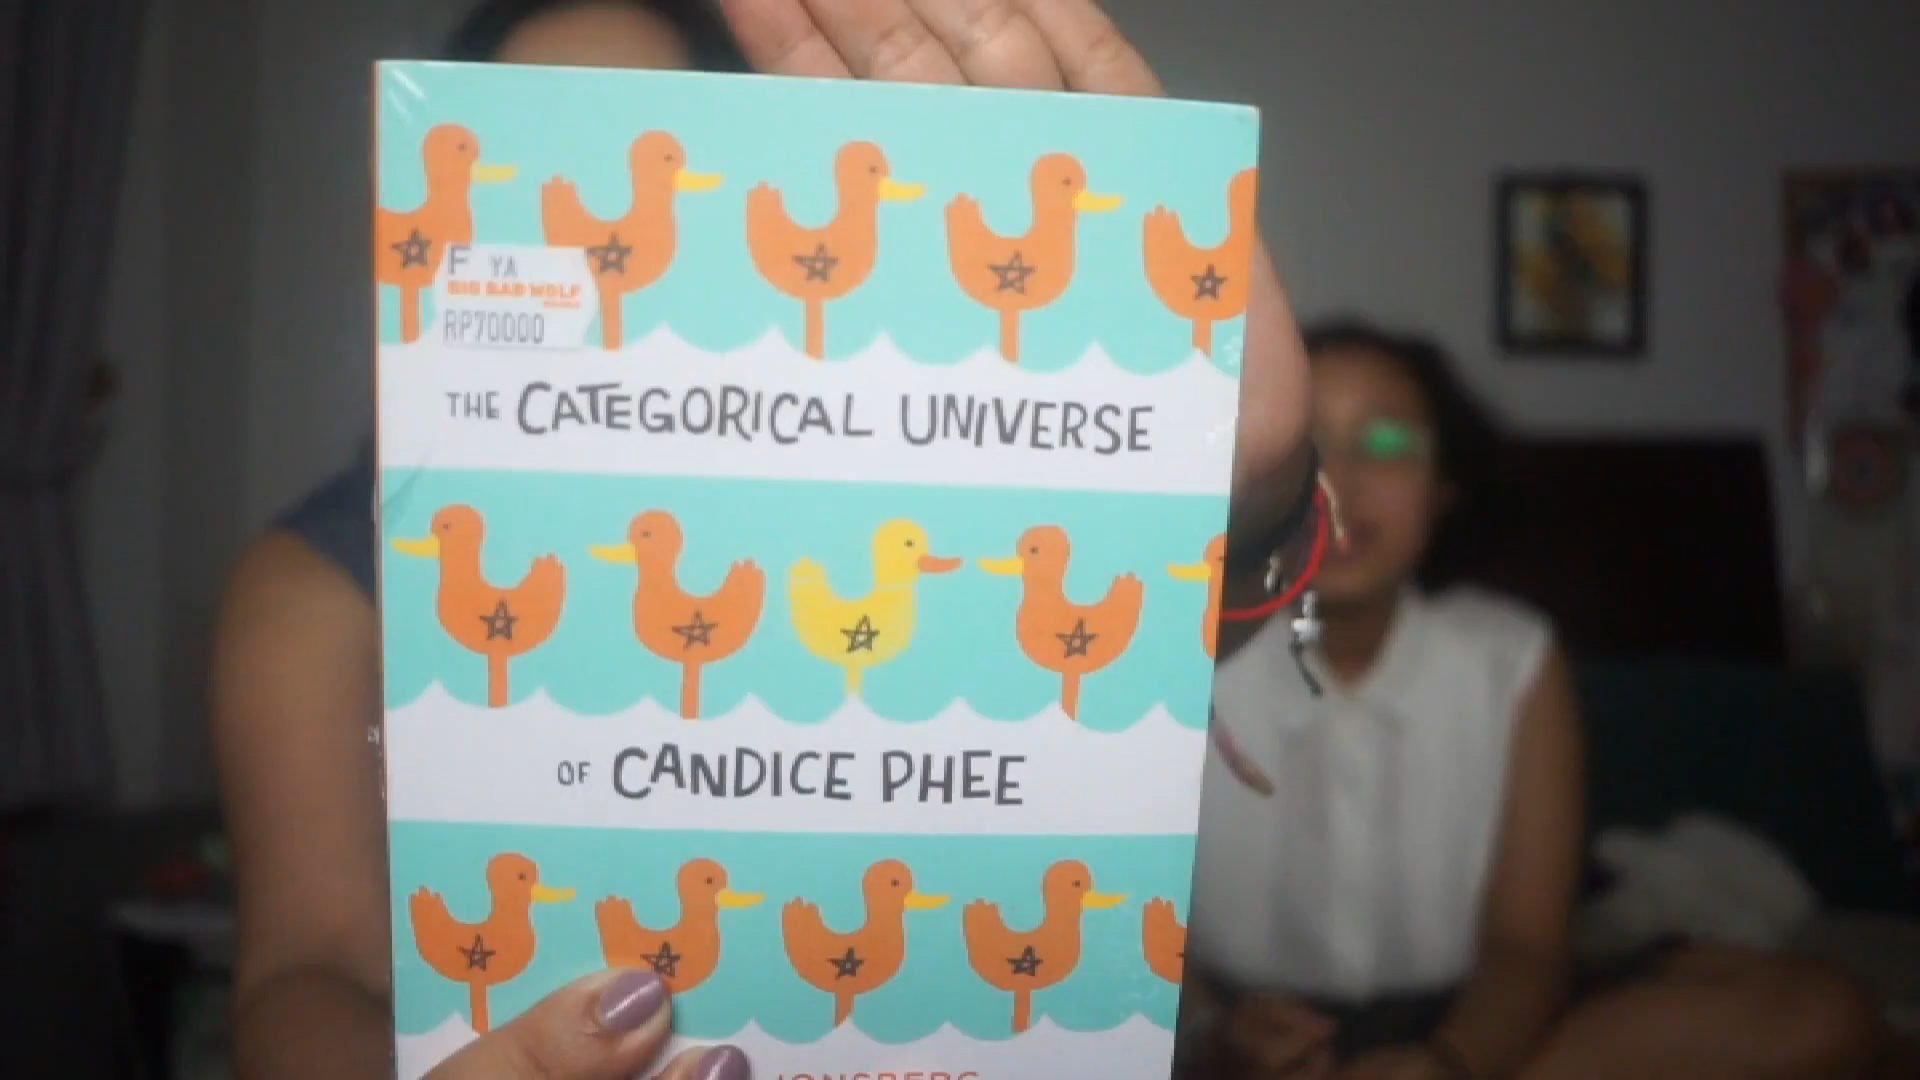 F YA
BIG BAD WOLF
RP70000
THE CATEGORICAL UNIVERSE
OF CANDICE PHEE
JONSBERG